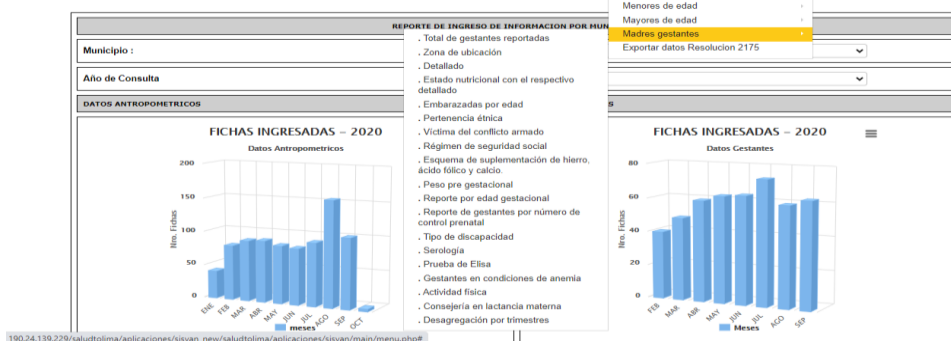 Menores de edad
Mayores de edad
Madres gestantes
Exportar datos Resolucion 2175
REPORTE DE INGRESO DE INFORMACION POR MUN
Municipio :
Año de Consulta
DATOS ANTROPOMETRICOS
S
. Total de gestantes reportadas
. Zona de ubicación
. Detallado
. Estado nutricional con el respectivo
detallado
. Embarazadas por edad
. Pertenencia étnica
. Víctima del conflicto armado
. Régimen de seguridad social
. Esquema de suplementación de hierro,
ácido fólico y calcio.
. Peso pre gestacional
. Reporte por edad gestacional
. Reporte de gestantes por número de
control prenatal
. Tipo de discapacidad
. Serología
. Prueba de Elisa
. Gestantes en condiciones de anemia
. Actividad física
. Consejería en lactancia materna
. Desagregación por trimestres
FICHAS INGRESADAS – 2020
Datos Antropometricos
Nro. Fichas
200
150
100
50
0
ENE FEB MAR ABR MAY JUN JUL AGO SEP OCT
meses
FICHAS INGRESADAS – 2020
Datos Gestantes
Nro. Fichas
80
60
40
20
0
FEB MAR ABR MAY JUN JUL AGO SEP
Meses
190.24.139.229/saludtolima/aplicaciones/sisvan_new/saludtolima/aplicaciones/sisvan/main/menu.php#